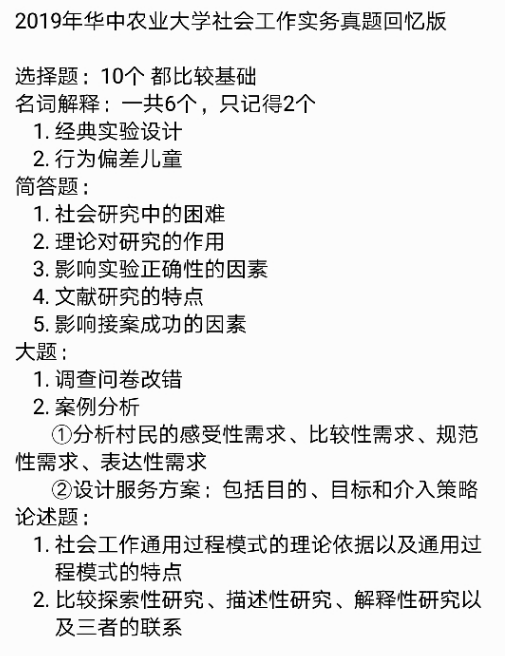 2019年华中农业大学社会工作实务真题回忆版
选择题：10个 都比较基础
名词解释：一共6个，只记得2个
1. 经典实验设计
2. 行为偏差儿童
简答题：
1. 社会研究中的困难
2. 理论对研究的作用
3. 影响实验正确性的因素
4. 文献研究的特点
5. 影响接案成功的因素
大题：
1. 调查问卷改错
2. 案例分析
①分析村民的感受性需求、比较性需求、规范
性需求、表达性需求
②设计服务方案：包括目的、目标和介入策略
论述题：
1. 社会工作通用过程模式的理论依据以及通用过
程模式的特点
2. 比较探索性研究、描述性研究、解释性研究以
及三者的联系